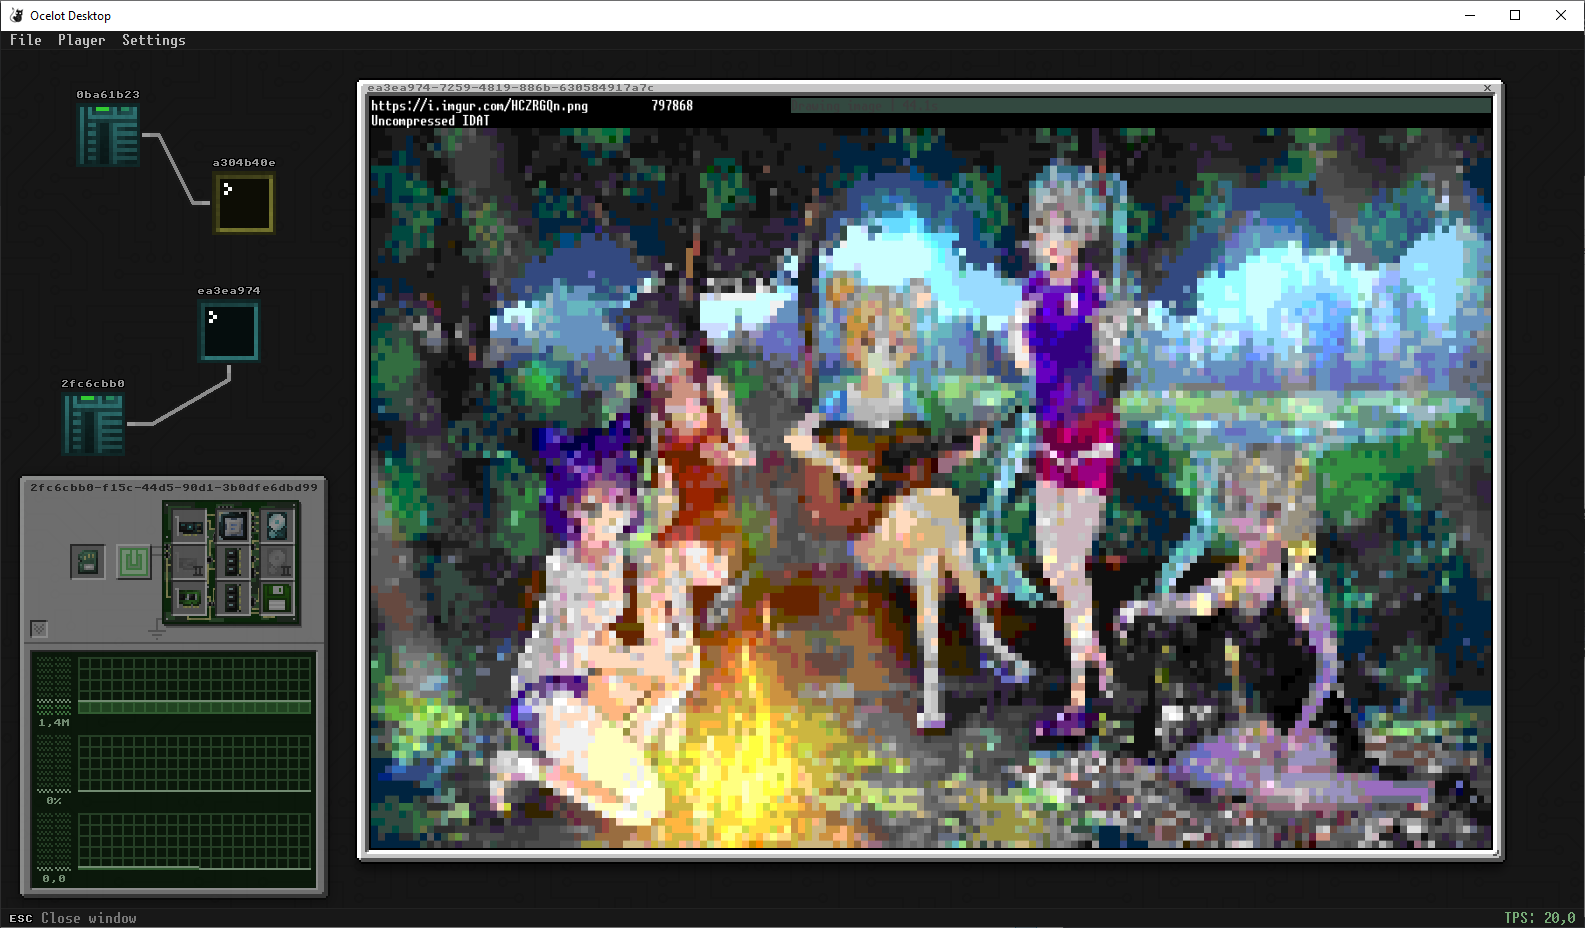 Ocelot Desktop
File Player Settings
0ba61b23
a304b40e
ea3ea974
2fc6cbb0
ea3ea974-7259-4819-886b-630584917a7c
https://i.imgur.com/HCZRGQn.png 797868
Uncompressed IDAT
2fc6cbb0-f15c-44d5-90d1-3b0dfe6dbd99
1,4M
0%
0,0
ESC Close window
TPS: 20,0